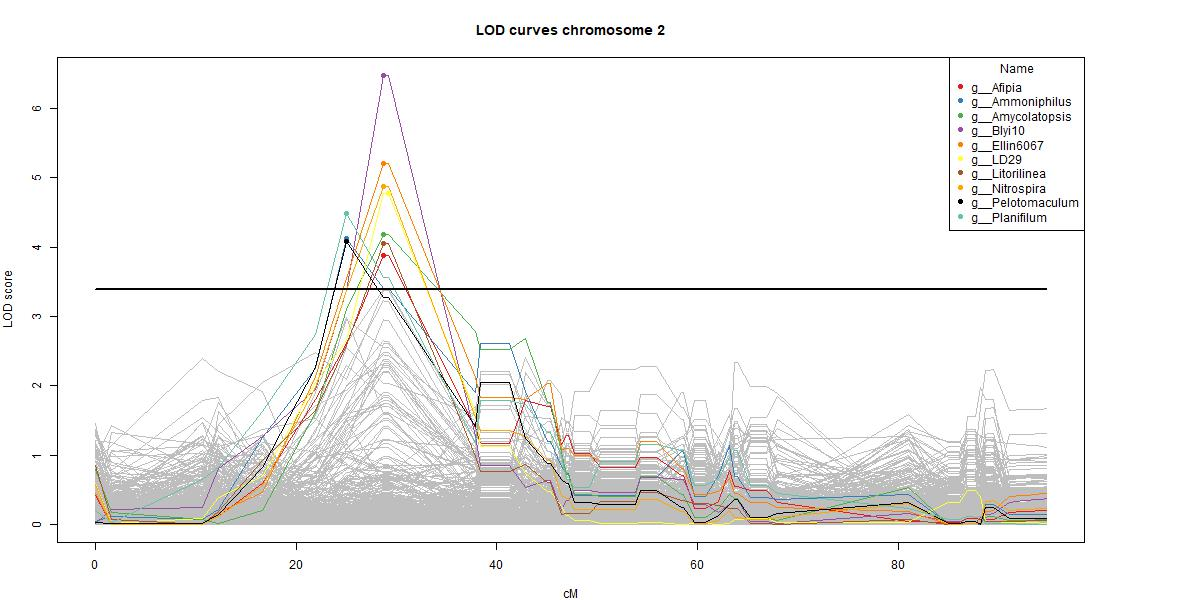 LOD curves chromosome 2
Name
g__Afipia
g__Ammoniphilus
g__Amycolatopsis
g__Blyi10
g__Ellin6067
g__LD29
g__Litorilinea
g__Nitrospira
g__Pelotomaculum
g__Planifilum
LOD score
6
5
4
3
2
1
0
0 20 40 60 80
cM